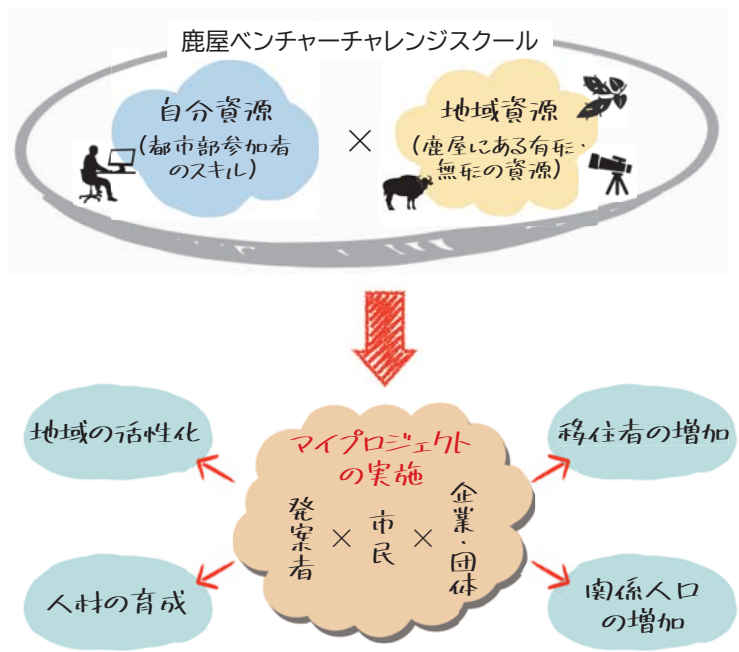 鹿屋ベンチャーチャレンジスクール
自分資源
(都市部参加者
のスキル)
×
地域資源
(鹿屋にある有形・
無形の資源)
地域の活性化
移住者の増加
マイプロジェクト
の実施
発案者
×
市民
×
企業・団体
人材の育成
関係人口
の増加